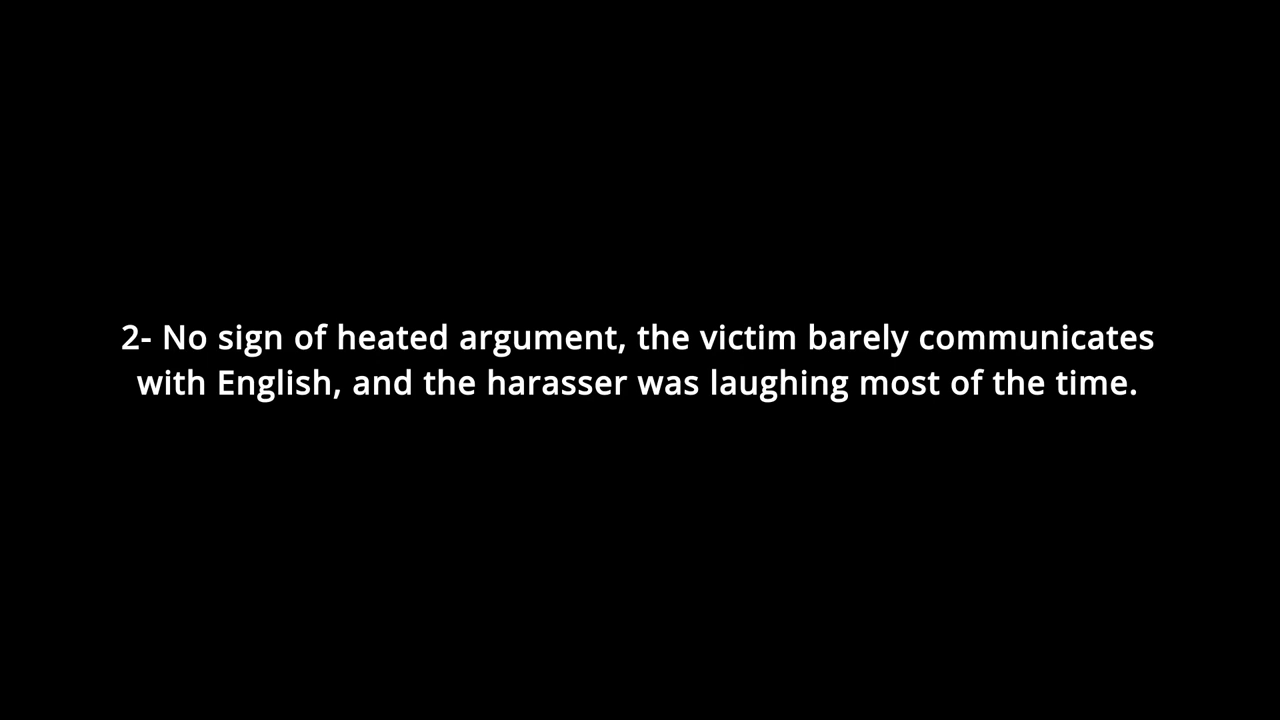 2- No sign of heated argument, the victim barely communicates
with English, and the harasser was laughing most of the time.